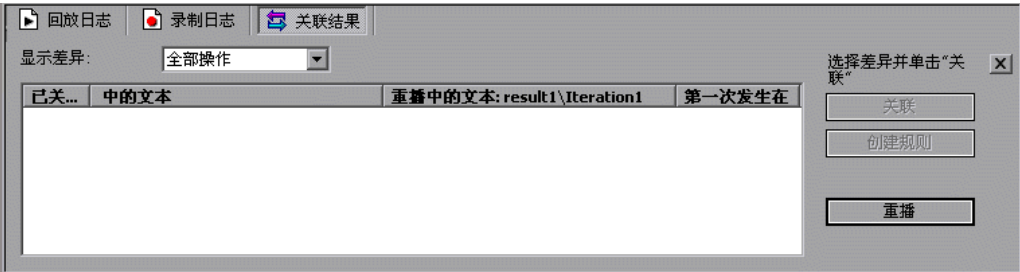 回放日志 录制日志 关联结果
显示差异: 全部操作
选择差异并单击“关
联“
已关... 中的文本 重播中的文本: result1\Iteration1 第一次发生在
关联
创建规则
重播